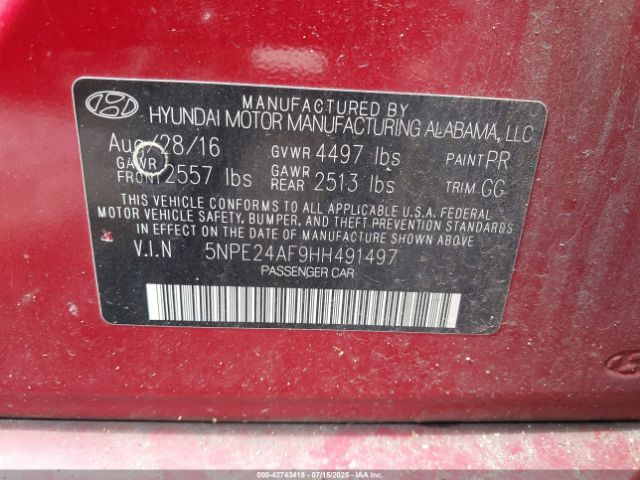 MANUFACTURED BY
HYUNDAI MOTOR MANUFACTURING ALABAMA, LLC
Aug/28/16 GVWR 4497 lbs PAINT PR
GAWR FRONT 2557 lbs GAWR REAR 2513 lbs TRIM GG
THIS VEHICLE CONFORMS TO ALL APPLICABLE U.S.A. FEDERAL
MOTOR VEHICLE SAFETY, BUMPER, AND THEFT PREVENTION STANDARDS
IN EFFECT ON THE DATE OF MANUFACTURE SHOWN ABOVE.
V.I.N 5NPE24AF9HH491497
PASSENGER CAR
000-42743418 | 07/15/2025 | IAAI.COM